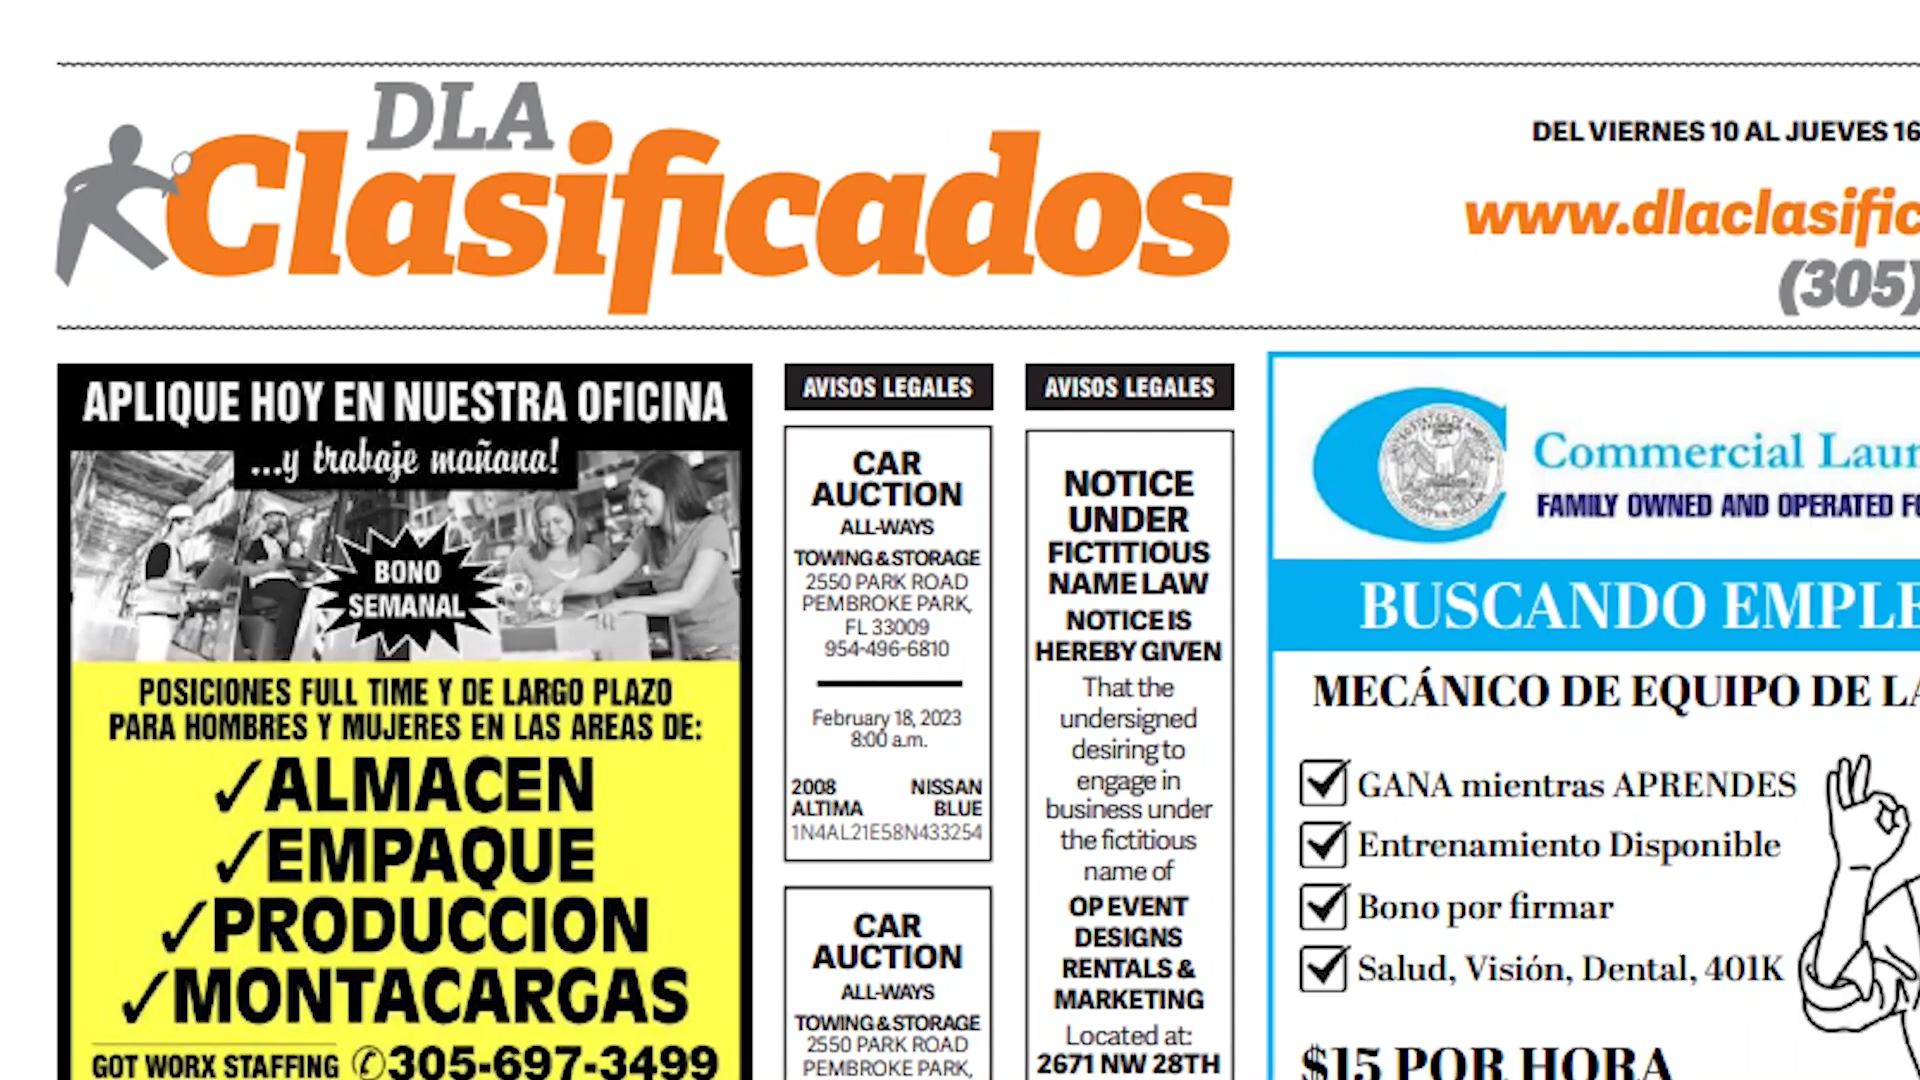 DLA
Clasificados
DEL VIERNES 10 AL JUEVES 16
www.dlaclasific
(305)
APLIQUE HOY EN NUESTRA OFICINA
...y trabaje mañana!
BONO
SEMANAL
POSICIONES FULL TIME Y DE LARGO PLAZO
PARA HOMBRES Y MUJERES EN LAS AREAS DE:
✓ALMACEN
✓EMPAQUE
✓PRODUCCION
✓MONTACARGAS
GOT WORX STAFFING ✆305-697-3499
AVISOS LEGALES
CAR
AUCTION
ALL-WAYS
TOWING & STORAGE
2550 PARK ROAD
PEMBROKE PARK,
FL 33009
954-496-6810
February 18, 2023
8:00 a.m.
2008 NISSAN
ALTIMA BLUE
1N4AL21E58N433254
CAR
AUCTION
ALL-WAYS
TOWING & STORAGE
2550 PARK ROAD
PEMBROKE PARK,
AVISOS LEGALES
NOTICE
UNDER
FICTITIOUS
NAME LAW
NOTICE IS
HEREBY GIVEN
That the
undersigned
desiring to
engage in
business under
the fictitious
name of
OP EVENT
DESIGNS
RENTALS &
MARKETING
Located at:
2671 NW 28TH
Commercial Laun
FAMILY OWNED AND OPERATED FO
BUSCANDO EMPLE
MECÁNICO DE EQUIPO DE LA
GANA mientras APRENDES
Entrenamiento Disponible
Bono por firmar
Salud, Visión, Dental, 401K
$15 POR HORA